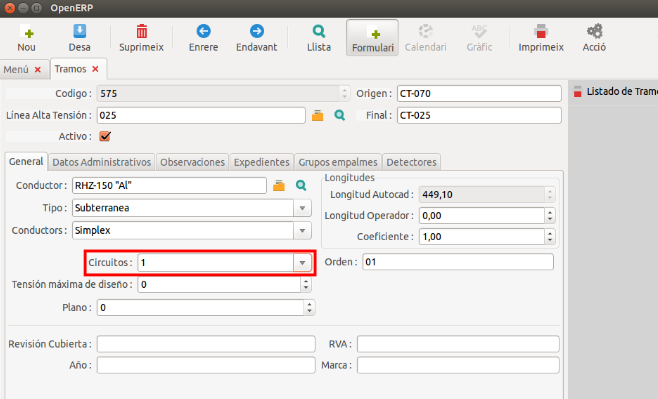 OpenERP
Nou Desa Suprimeix Enrere Endavant Llista Formulari Calendari Gràfic Imprimeix Acció
Menú Tramos
Codigo : 575 Origen : CT-070 Listado de Tramo
Línea Alta Tensión : 025 Final : CT-025
Activo :
General Datos Administrativos Observaciones Expedientes Grupos empalmes Detectores
Conductor : RHZ-150 "Al" Longitudes
Longitud Autocad : 449,10
Tipo : Subterranea Longitud Operador : 0,00
Conductors : Simplex Coeficiente : 1,00
Circuitos : 1 Orden : 01
Tensión máxima de diseño : 0
Plano : 0
Revisión Cubierta : RVA :
Año : Marca :